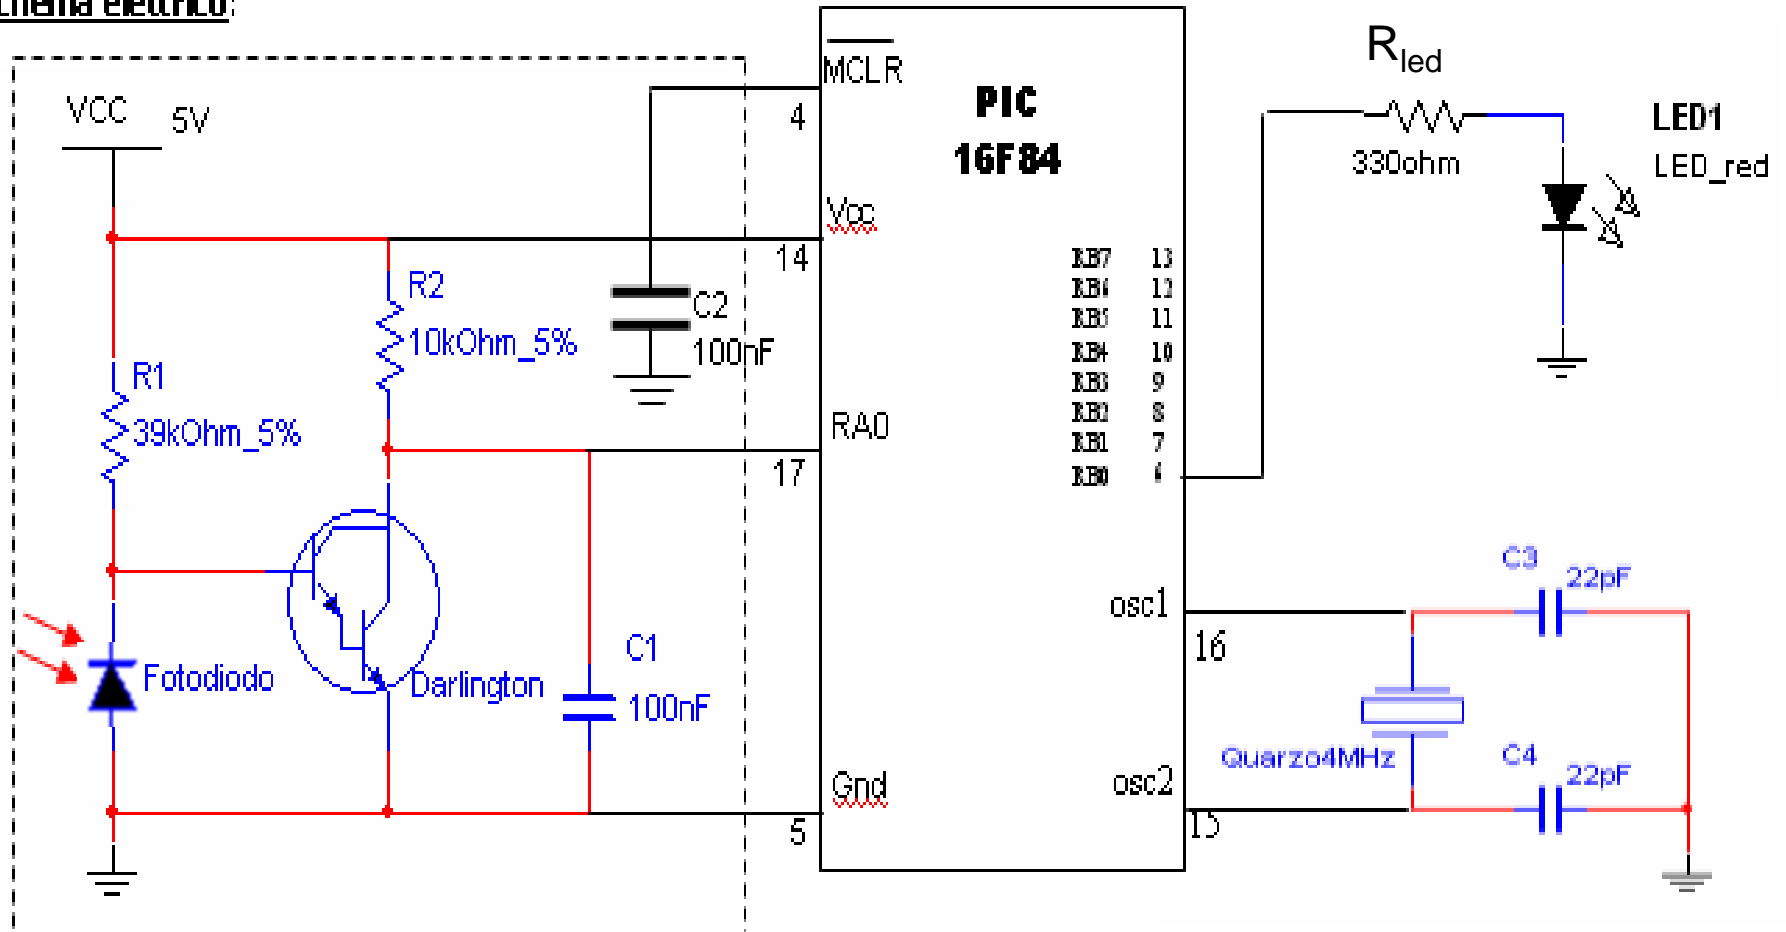 schema elettrico:
VCC 5V
MCLR
4
PIC
16F84
Rled
330ohm
LED1
LED_red
Vcc
14
R2
10kOhm_5%
C2
100nF
R1
39kOhm_5%
RA0
17
RB7 13
RB6 12
RB5 11
RB4 10
RB3 9
RB2 8
RB1 7
RB0 6
Fotodiodo
Darlington
C1
100nF
Gnd
5
osc1
16
osc2
15
Quarzo4MHz
C3
22pF
C4
22pF